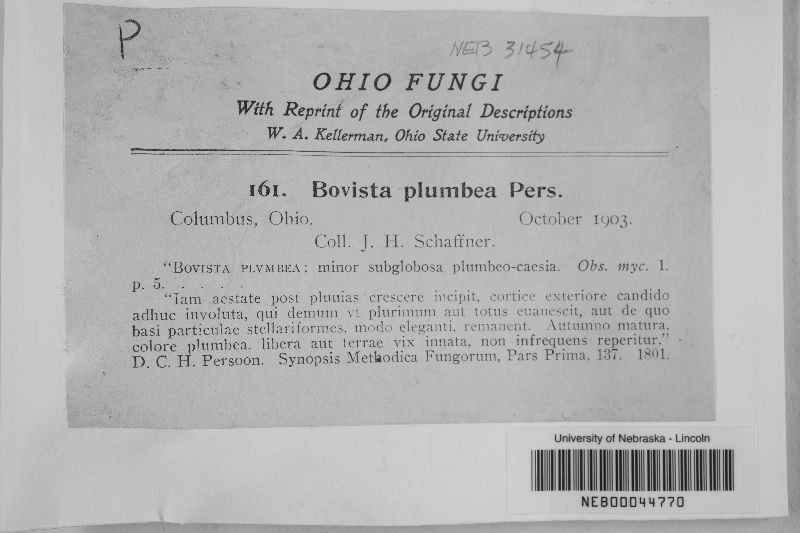 P
NEB 31454
OHIO FUNGI
With Reprint of the Original Descriptions
W. A. Kellerman, Ohio State University
161. Bovista plumbea Pers.
Columbus, Ohio. October 1903.
Coll. J. H. Schaffner.
"BOVISTA PLVMBEA: minor subglobosa plumbeo-caesia. Obs. myc. 1.
p. 5. . . . .
"Iam aestate post pluuias crescere incipit, cortice exteriore candido
adhuc involuta, qui demum vt plurimum aut totus euanescit, aut de quo
basi particulae stellariformes, modo eleganti, remanent. Autumno matura,
colore plumbea, libera aut terrae vix innata, non infrequens reperitur."
D. C. H. Persoon. Synopsis Methodica Fungorum, Pars Prima, 137. 1801.
University of Nebraska - Lincoln
NEB00044770